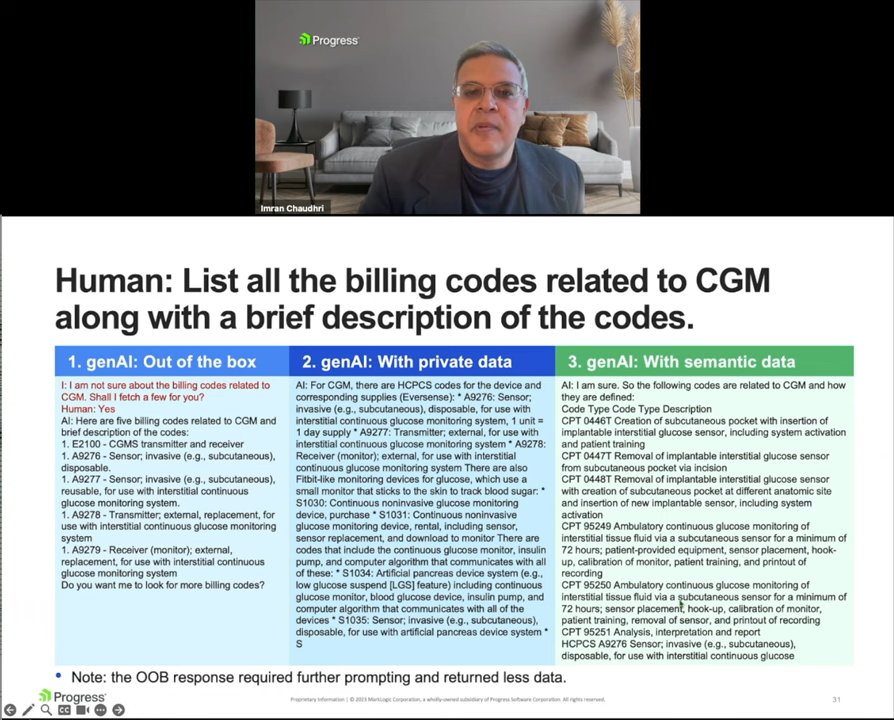 Progress
Imran Chaudhri
Human: List all the billing codes related to CGM
along with a brief description of the codes.
1. genAI: Out of the box
I: I am not sure about the billing codes related to
CGM. Shall I fetch a few for you?
Human: Yes
AI: Here are five billing codes related to CGM and
brief description of the codes:
1. E2100 - CGMS transmitter and receiver
1. A9276 - Sensor; invasive (e.g., subcutaneous),
disposable.
1. A9277 - Sensor; invasive (e.g., subcutaneous),
reusable, for use with interstitial continuous
glucose monitoring system.
1. A9278 - Transmitter; external, replacement, for
use with interstitial continuous glucose monitoring
system
1. A9279 - Receiver (monitor); external,
replacement, for use with interstitial continuous
glucose monitoring system
Do you want me to look for more billing codes?
2. genAI: With private data
AI: For CGM, there are HCPCS codes for the device and
corresponding supplies (Eversense): * A9276: Sensor;
invasive (e.g., subcutaneous), disposable, for use with
interstitial continuous glucose monitoring system, 1 unit =
1 day supply * A9277: Transmitter; external, for use with
interstitial continuous glucose monitoring system * A9278:
Receiver (monitor); external, for use with interstitial
continuous glucose monitoring system There are also
Fitbit-like monitoring devices for glucose, which use a
small monitor that sticks to the skin to track blood sugar: *
S1030: Continuous noninvasive glucose monitoring
device, purchase * S1031: Continuous noninvasive
glucose monitoring device, rental, including sensor,
sensor replacement, and download to monitor There are
codes that include the continuous glucose monitor, insulin
pump, and computer algorithm that communicates with all
of these: * S1034: Artificial pancreas device system (e.g.,
low glucose suspend [LGS] feature) including continuous
glucose monitor, blood glucose device, insulin pump, and
computer algorithm that communicates with all of the
devices * S1035: Sensor; invasive (e.g., subcutaneous),
disposable, for use with artificial pancreas device system *
S
3. genAI: With semantic data
AI: I am sure. So the following codes are related to CGM and how
they are defined:
Code Type Code Type Description
CPT 0446T Creation of subcutaneous pocket with insertion of
implantable interstitial glucose sensor, including system activation
and patient training
CPT 0447T Removal of implantable interstitial glucose sensor
from subcutaneous pocket via incision
CPT 0448T Removal of implantable interstitial glucose sensor
with creation of subcutaneous pocket at different anatomic site
and insertion of new implantable sensor, including system
activation
CPT 95249 Ambulatory continuous glucose monitoring of
interstitial tissue fluid via a subcutaneous sensor for a minimum of
72 hours; patient-provided equipment, sensor placement, hook-
up, calibration of monitor, patient training, and printout of
recording
CPT 95250 Ambulatory continuous glucose monitoring of
interstitial tissue fluid via a subcutaneous sensor for a minimum of
72 hours; sensor placement, hook-up, calibration of monitor,
patient training, removal of sensor, and printout of recording
CPT 95251 Analysis, interpretation and report
HCPCS A9276 Sensor; invasive (e.g., subcutaneous),
disposable, for use with interstitial continuous glucose
• Note: the OOB response required further prompting and returned less data.
Progress
Proprietary Information | © 2023 MarkLogic Corporation, a wholly-owned subsidiary of Progress Software Corporation. All rights reserved.
31
CC